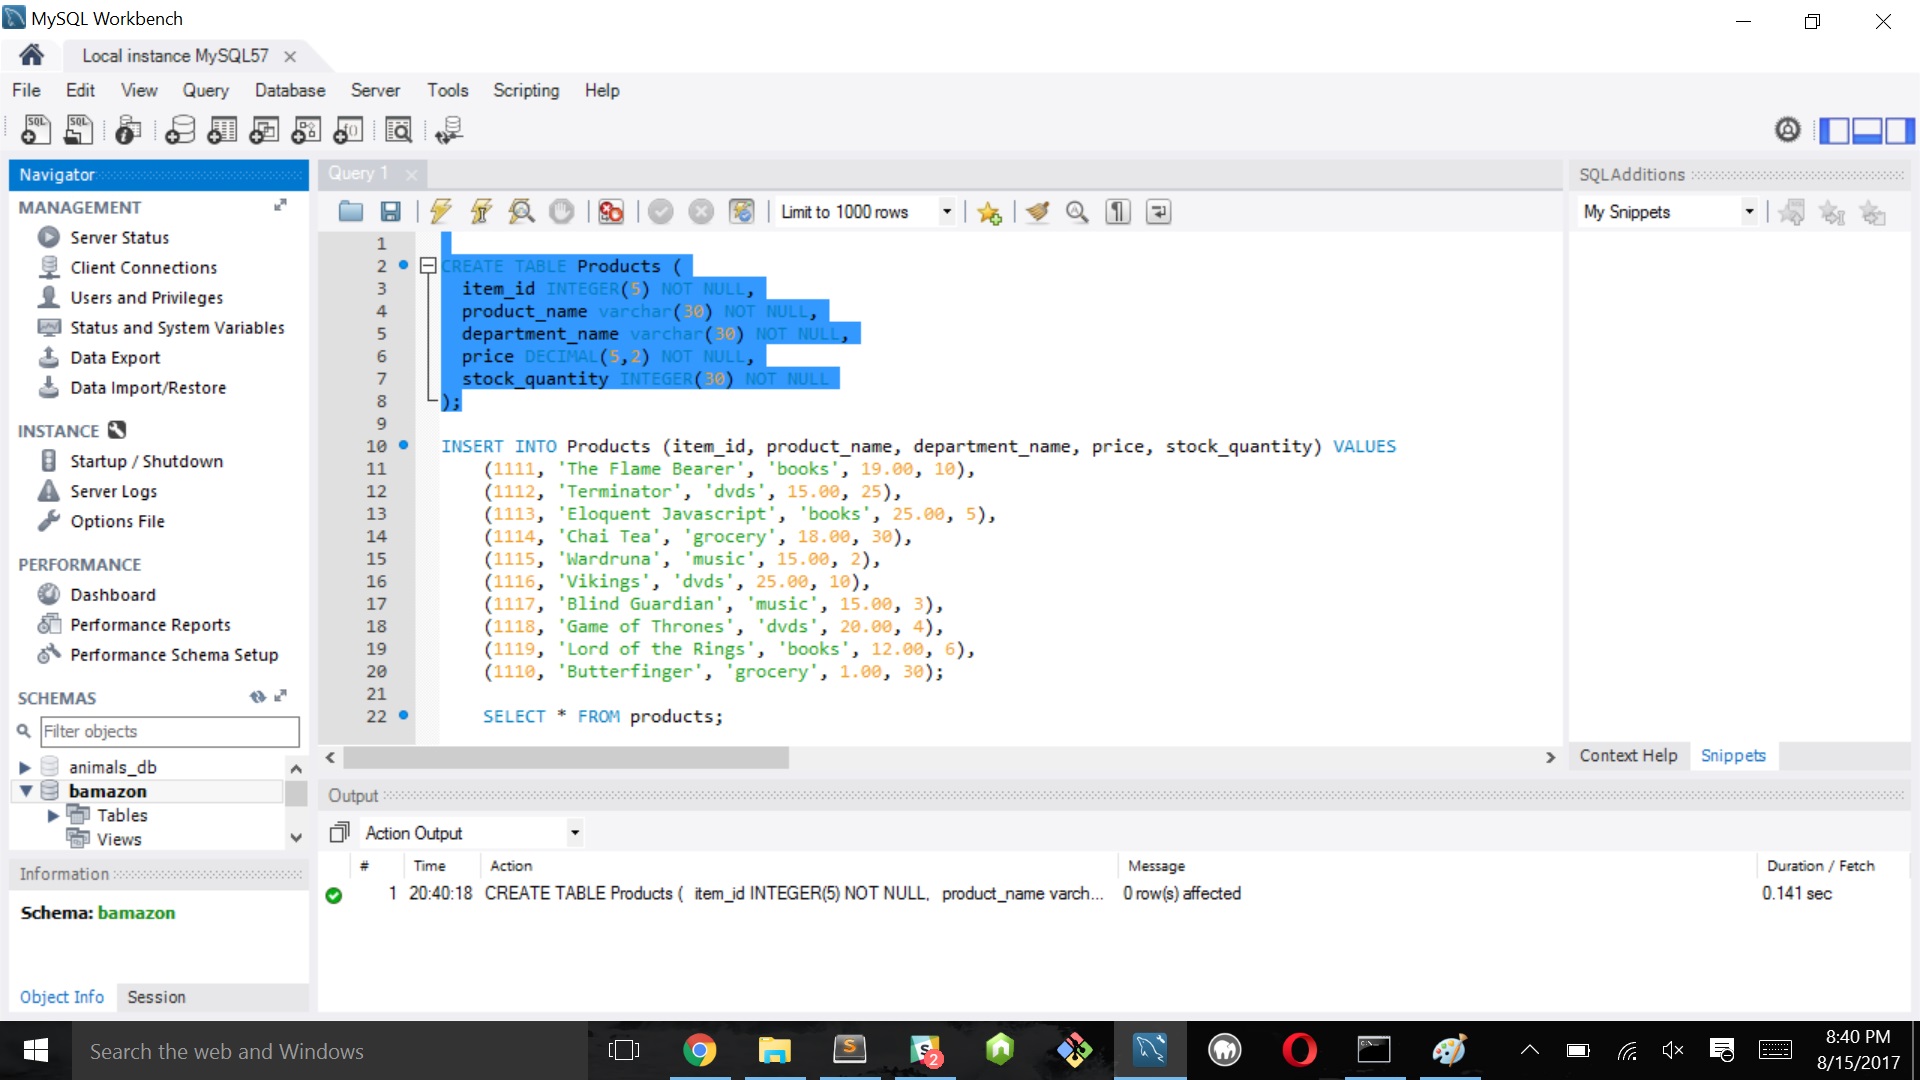 MySQL Workbench
Local instance MySQL57
File Edit View Query Database Server Tools Scripting Help
Navigator
MANAGEMENT
Server Status
Client Connections
Users and Privileges
Status and System Variables
Data Export
Data Import/Restore
INSTANCE
Startup / Shutdown
Server Logs
Options File
PERFORMANCE
Dashboard
Performance Reports
Performance Schema Setup
SCHEMAS
Filter objects
animals_db
bamazon
Tables
Views
Information
Schema: bamazon
Object Info Session
Query 1
Limit to 1000 rows
1
2 CREATE TABLE Products (
3 item_id INTEGER(5) NOT NULL,
4 product_name varchar(30) NOT NULL,
5 department_name varchar(30) NOT NULL,
6 price DECIMAL(5,2) NOT NULL,
7 stock_quantity INTEGER(30) NOT NULL
8 );
9
10 INSERT INTO Products (item_id, product_name, department_name, price, stock_quantity) VALUES
11 (1111, 'The Flame Bearer', 'books', 19.00, 10),
12 (1112, 'Terminator', 'dvds', 15.00, 25),
13 (1113, 'Eloquent Javascript', 'books', 25.00, 5),
14 (1114, 'Chai Tea', 'grocery', 18.00, 30),
15 (1115, 'Wardruna', 'music', 15.00, 2),
16 (1116, 'Vikings', 'dvds', 25.00, 10),
17 (1117, 'Blind Guardian', 'music', 15.00, 3),
18 (1118, 'Game of Thrones', 'dvds', 20.00, 4),
19 (1119, 'Lord of the Rings', 'books', 12.00, 6),
20 (1110, 'Butterfinger', 'grocery', 1.00, 30);
21
22 SELECT * FROM products;
SQLAdditions
My Snippets
Context Help Snippets
Output
Action Output
# Time Action Message Duration / Fetch
1 20:40:18 CREATE TABLE Products ( item_id INTEGER(5) NOT NULL, product_name varch... 0 row(s) affected 0.141 sec
Search the web and Windows
2
8:40 PM
8/15/2017